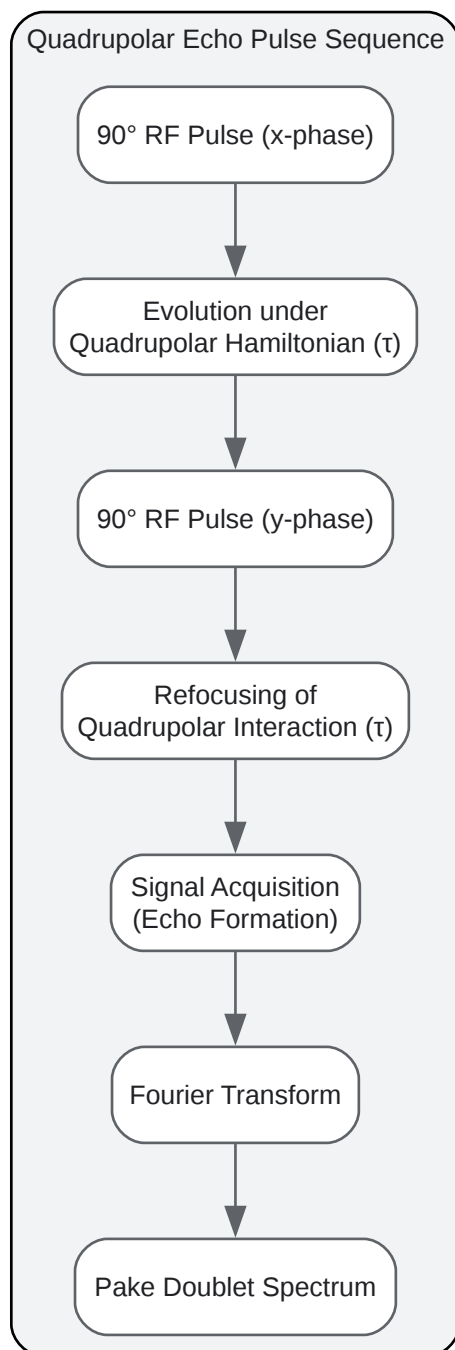 Quadrupolar Echo Pulse Sequence
90° RF Pulse (x-phase)
Evolution under
Quadrupolar Hamiltonian (τ)
90° RF Pulse (y-phase)
Refocusing of
Quadrupolar Interaction (τ)
Signal Acquisition
(Echo Formation)
Fourier Transform
Pake Doublet Spectrum